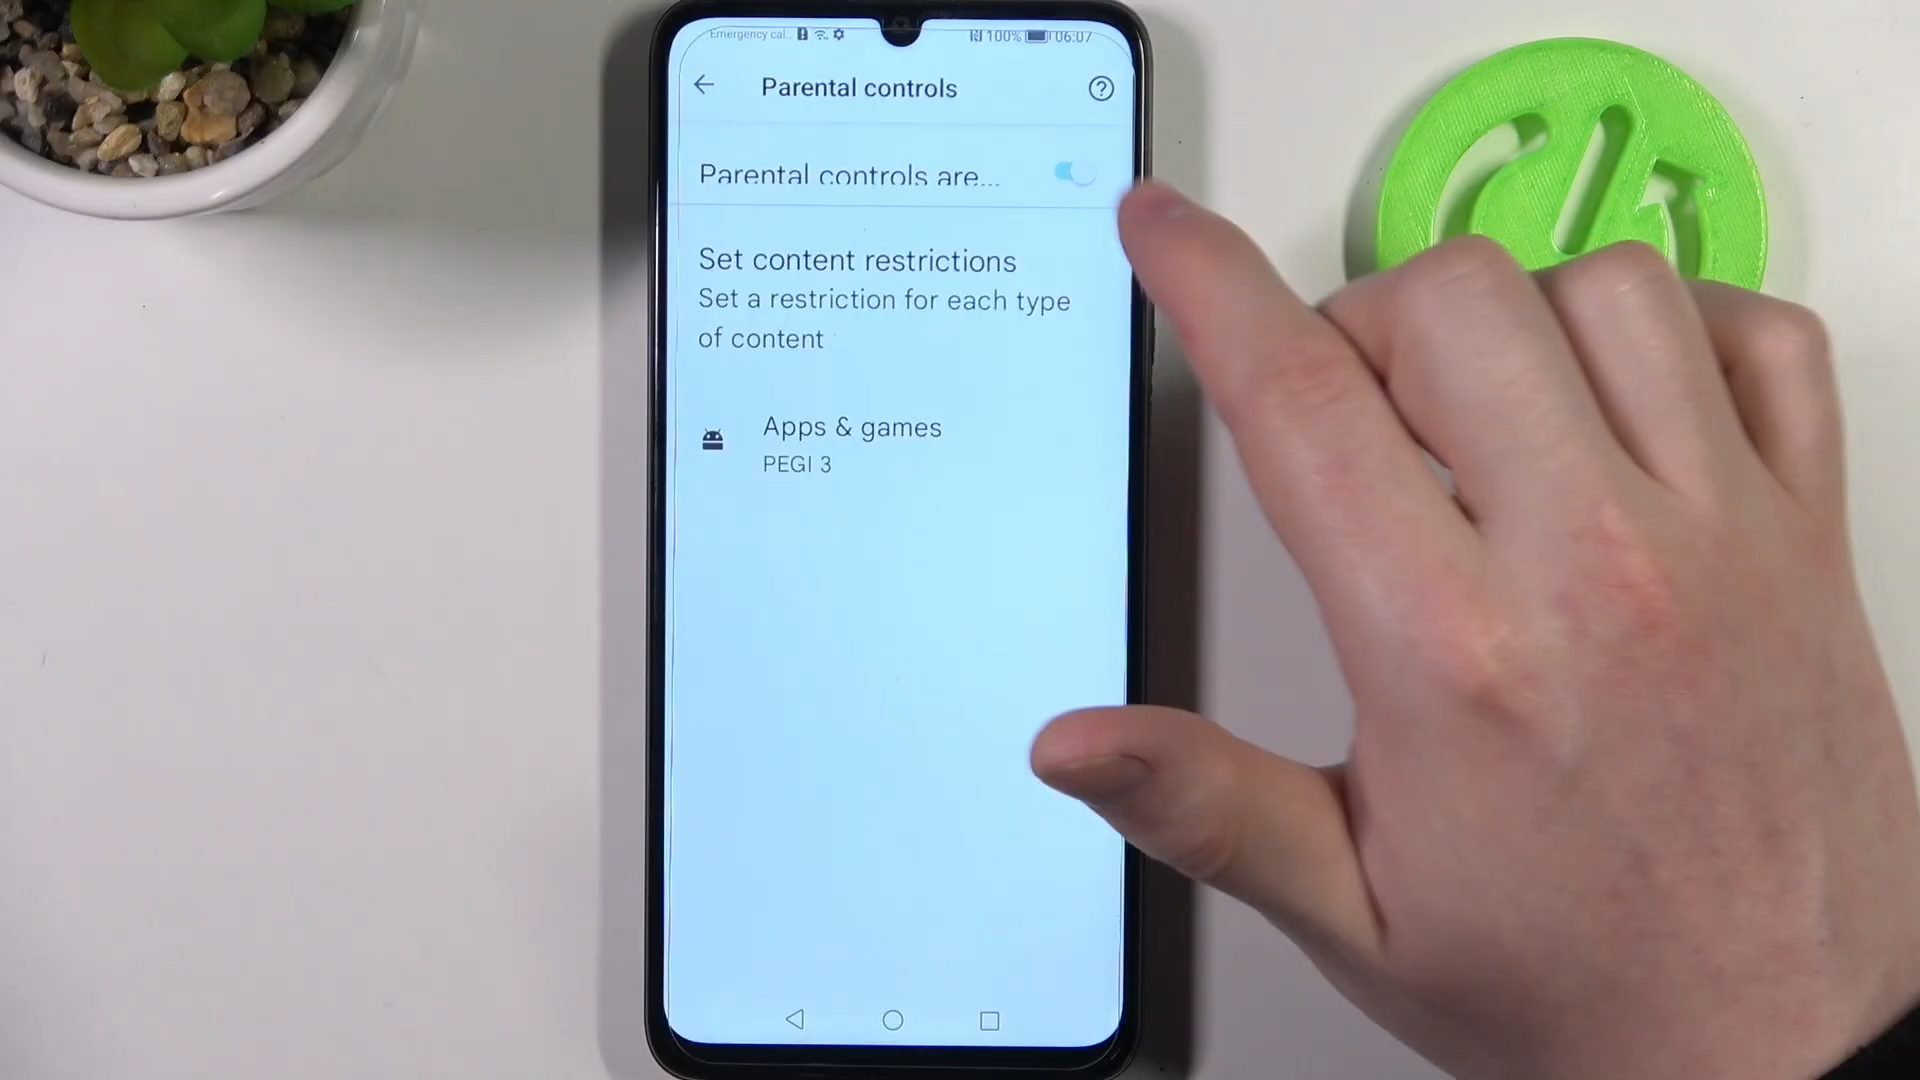 Emergency cal... 100% 06:07
Parental controls
Parental controls are...
Set content restrictions
Set a restriction for each type
of content
Apps & games
PEGI 3